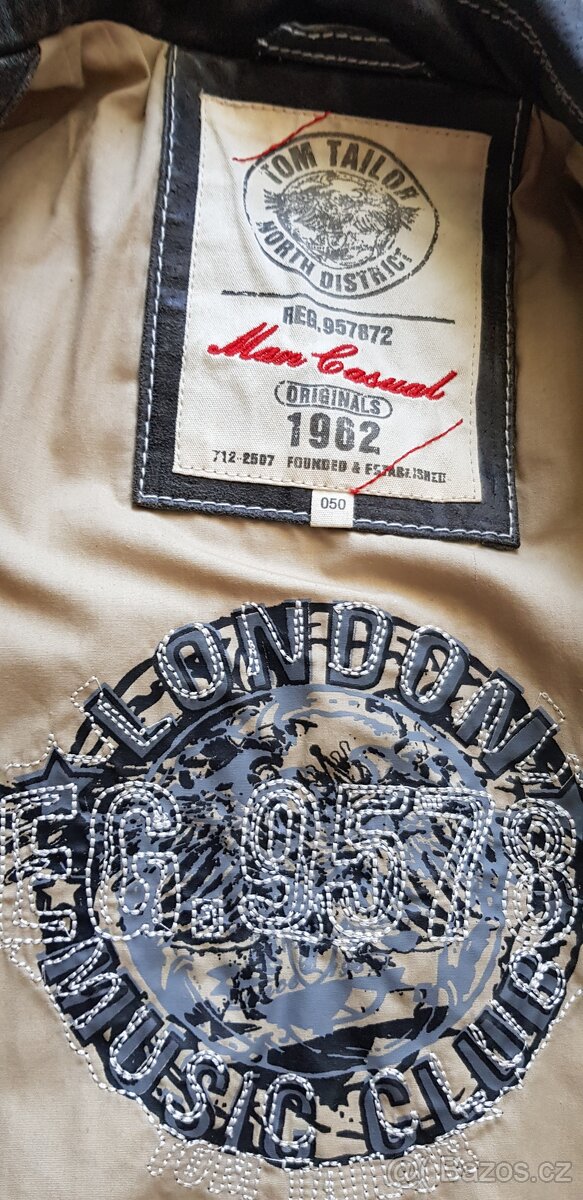 TOM TAILOR
NORTH DISTRICT
REG.957872
Man Casual
ORIGINALS
1962
712-2507 FOUNDED & ESTABLISHED
050
LONDON
EG.9578
MUSIC CLUB
@ Bazos.cz